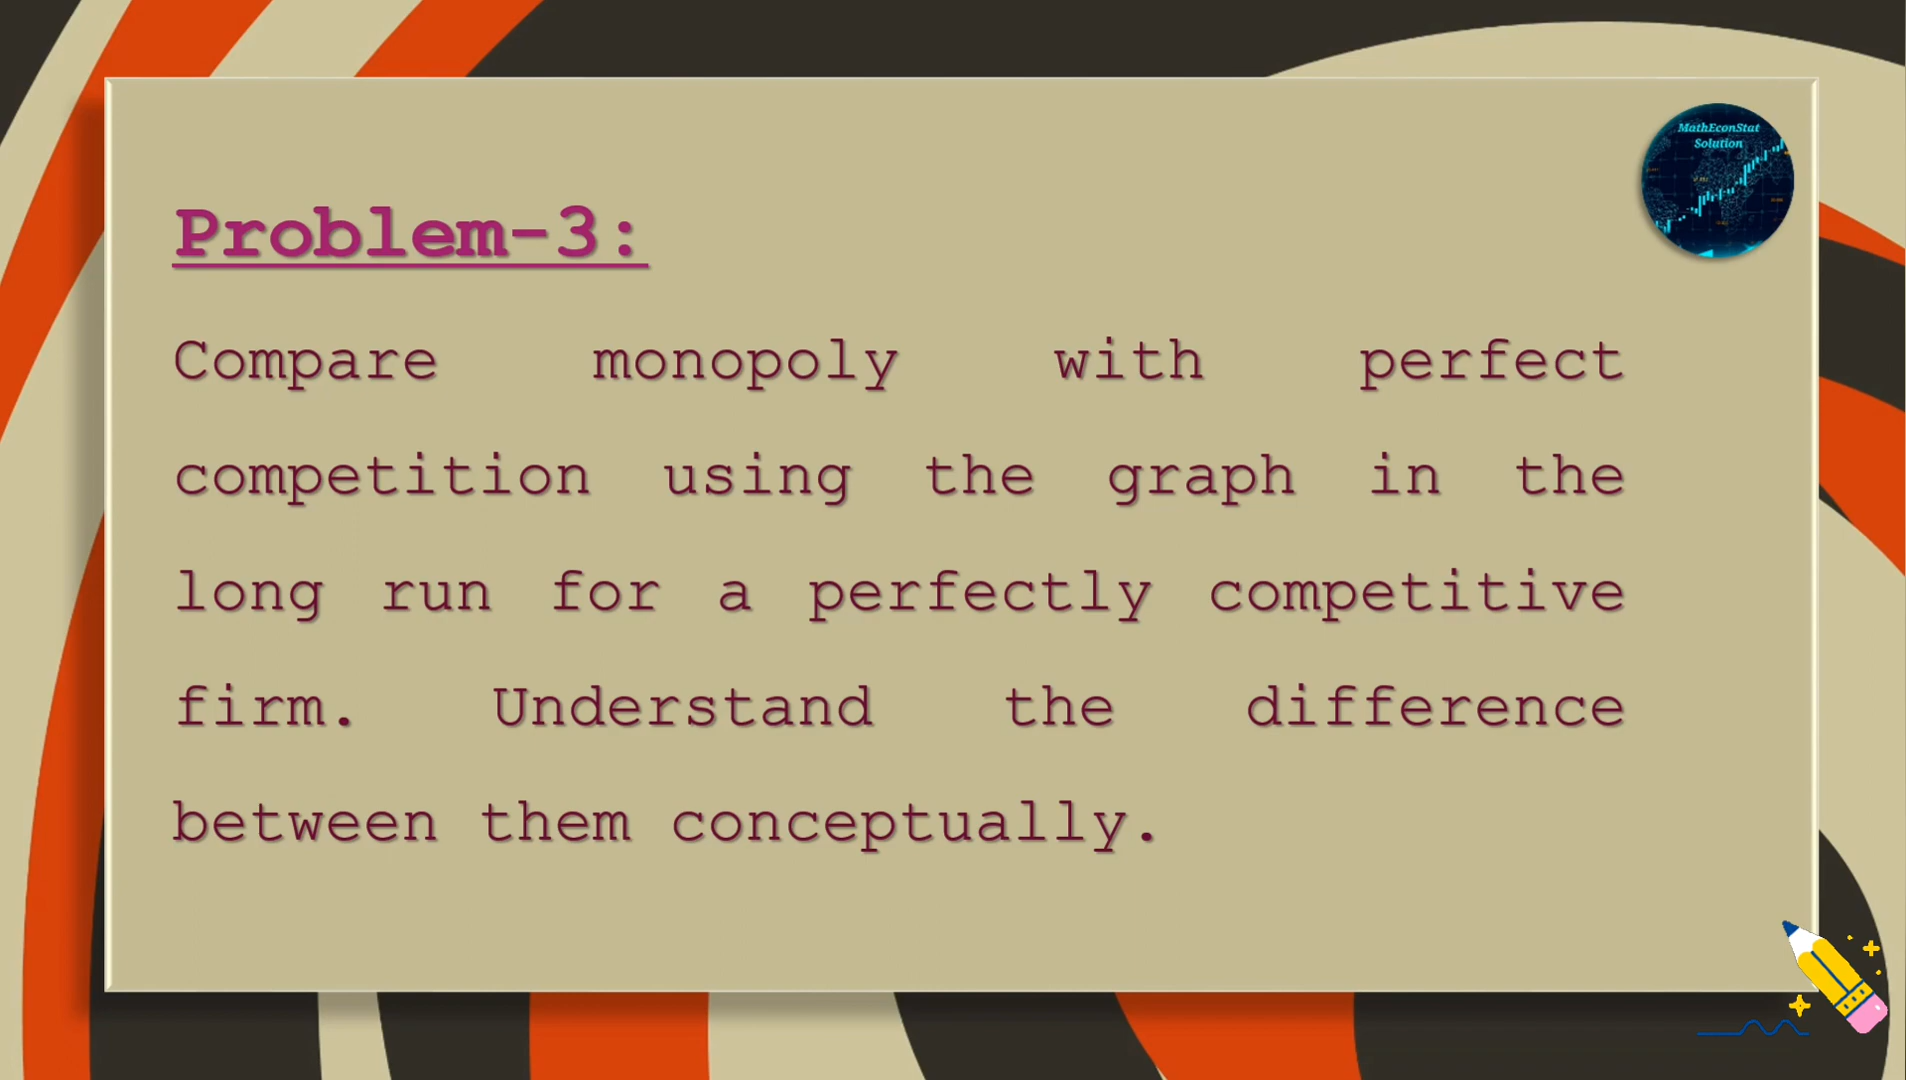 MathEconStat
Solution
Problem-3:
Compare monopoly with perfect
competition using the graph in the
long run for a perfectly competitive
firm. Understand the difference
between them conceptually.